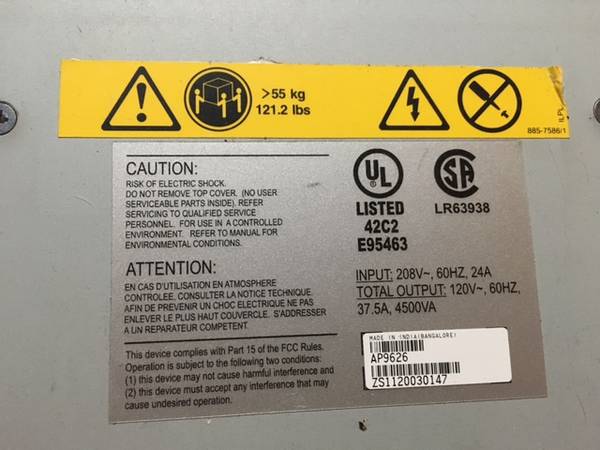 >55 kg
121.2 lbs
885-7586/1
CAUTION:
RISK OF ELECTRIC SHOCK.
DO NOT REMOVE TOP COVER. (NO USER
SERVICEABLE PARTS INSIDE). REFER
SERVICING TO QUALIFIED SERVICE
PERSONNEL. FOR USE IN A CONTROLLED
ENVIRONMENT. REFER TO MANUAL FOR
ENVIRONMENTAL CONDITIONS.
ATTENTION:
EN CAS D'UTILISATION EN ATMOSPHERE
CONTROLEE. CONSULTER LA NOTICE TECHNIQUE.
AFIN DE PREVENIR UN CHOC ELECTRIQUE NE PAS
ENLEVER LE PLUS HAUT COUVERCLE. S'ADDRESSER
A UN REPARATEUR COMPETENT.
This device complies with Part 15 of the FCC Rules.
Operation is subject to the following two conditions:
(1) this device may not cause harmful interference and
(2) this device must accept any interference that may
cause undesired operation.
UL
LISTED
42C2
E95463
SA
LR63938
INPUT: 208V~, 60HZ, 24A
TOTAL OUTPUT: 120V~, 60HZ,
37.5A, 4500VA
MADE IN INDIA(BANGALORE)
AP9626
ZS1120030147